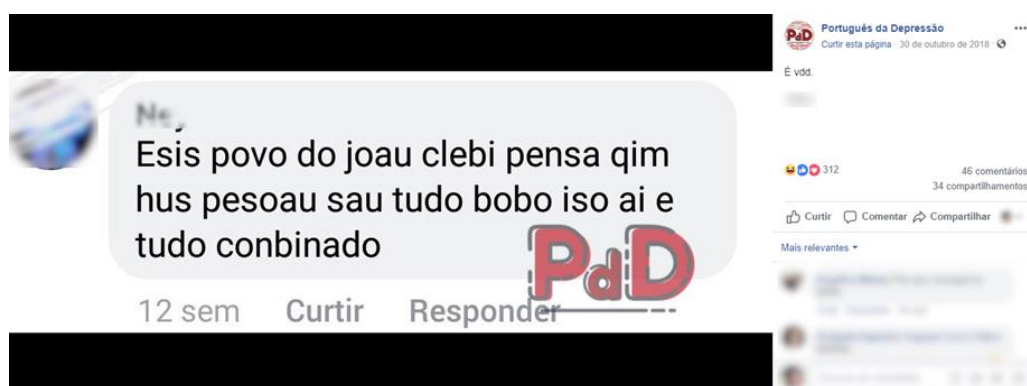 Esis povo do joau clebi pensa qim
hus pesoau sau tudo bobo iso ai e
tudo conbinado
12 sem Curtir Responder
PdD
PdD
Português da Depressão
Curtir esta página · 30 de outubro de 2018 ·
É vdd.
312
46 comentários
34 compartilhamentos
Curtir Comentar Compartilhar
Mais relevantes